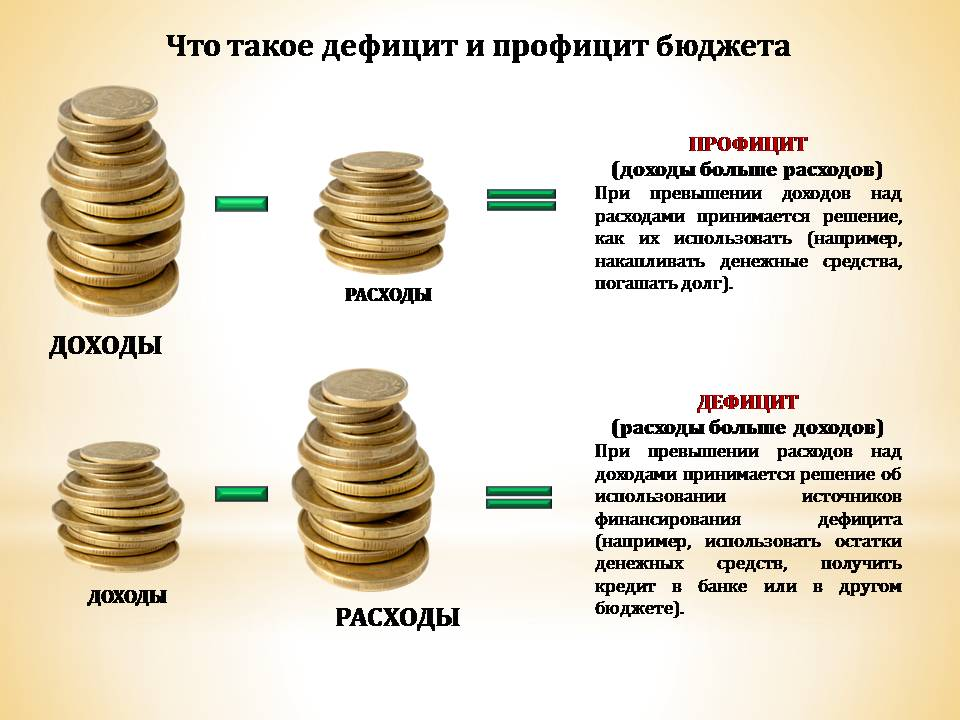 Что такое дефицит и профицит бюджета
ПРОФИЦИТ
(доходы больше расходов)
При превышении доходов над
расходами принимается решение,
как их использовать (например,
накапливать денежные средства,
погашать долг).
РАСХОДЫ
ДОХОДЫ
ДЕФИЦИТ
(расходы больше доходов)
При превышении расходов над
доходами принимается решение об
использовании источников
финансирования дефицита
(например, использовать остатки
денежных средств, получить
кредит в банке или в другом
бюджете).
ДОХОДЫ
РАСХОДЫ